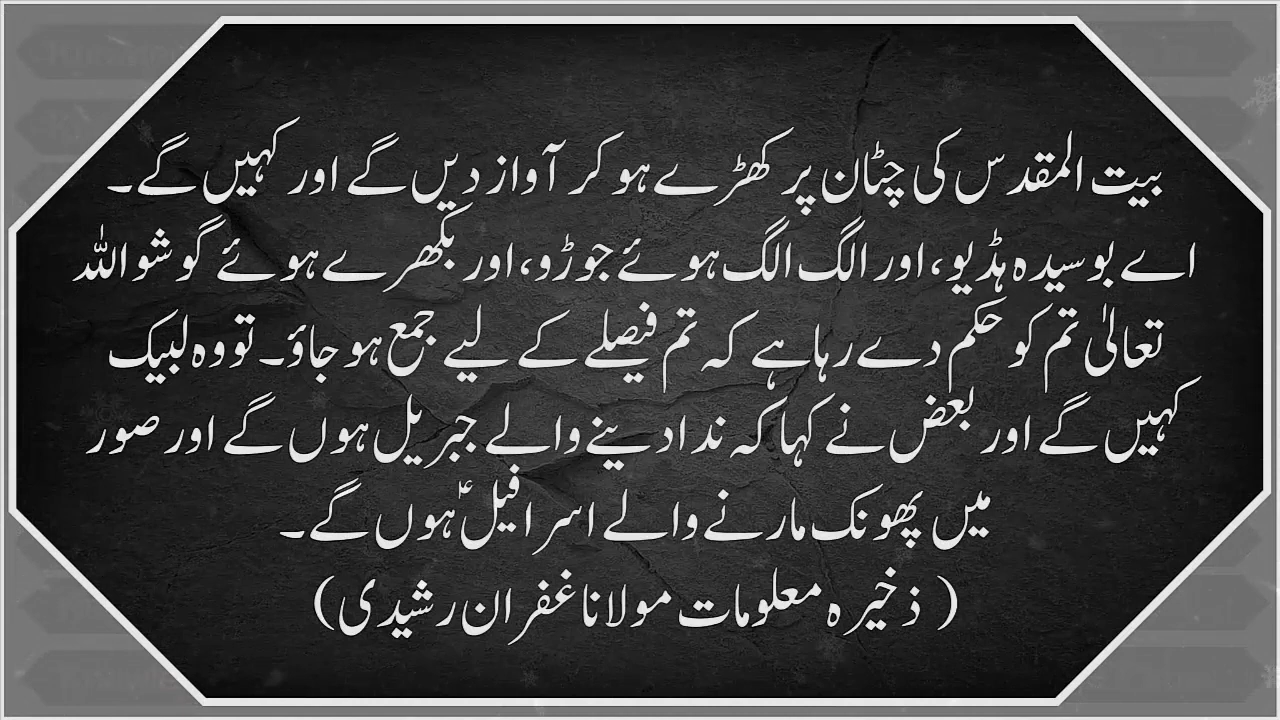 بیت المقدس کی چٹان پر کھڑے ہو کر آواز دیں گے اور کہیں گے۔
اے بوسیدہ ہڈیو، اور الگ الگ ہوئے جوڑو، اور بکھرے ہوئے گوشو اللہ
تعالیٰ تم کو حکم دے رہا ہے کہ تم فیصلے کے لیے جمع ہو جاؤ۔ تو وہ لبیک
کہیں گے اور بعض نے کہا کہ ندا دینے والے جبریل ہوں گے اور صور
میں پھونک مارنے والے اسرافیلؑ ہوں گے۔
( ذخیرہ معلومات مولانا غفران رشیدی)